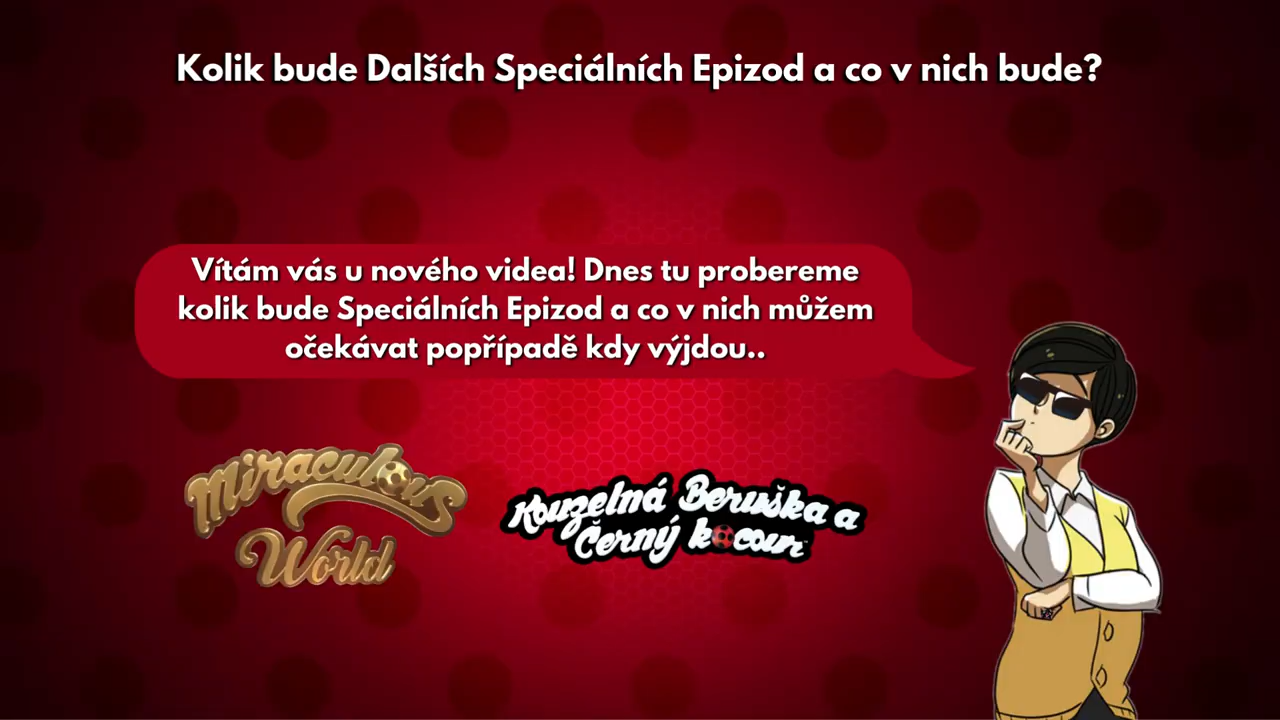 Kolik bude Dalších Speciálních Epizod a co v nich bude?
Vítám vás u nového videa! Dnes tu probereme
kolik bude Speciálních Epizod a co v nich můžem
očekávat popřípadě kdy výjdou..
Miraculous
World
Kouzelná Beruška a
Černý kocour